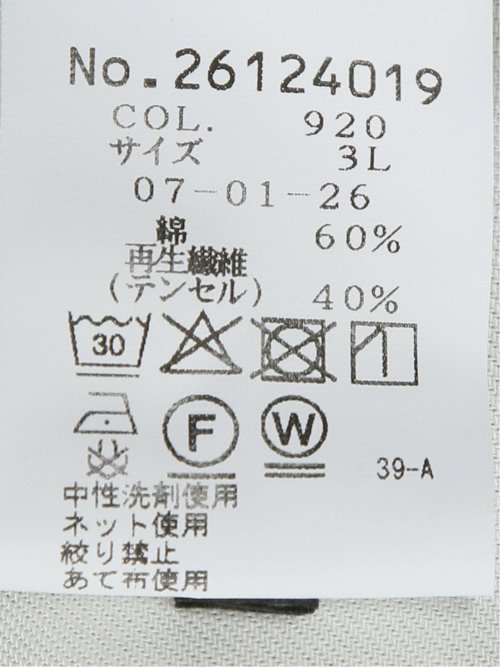 No.26124019
COL. 920
サイズ 3L
07-01-26
綿 60%
再生繊維
(テンセル) 40%
30
F W
39-A
中性洗剤使用
ネット使用
絞り禁止
あて布使用